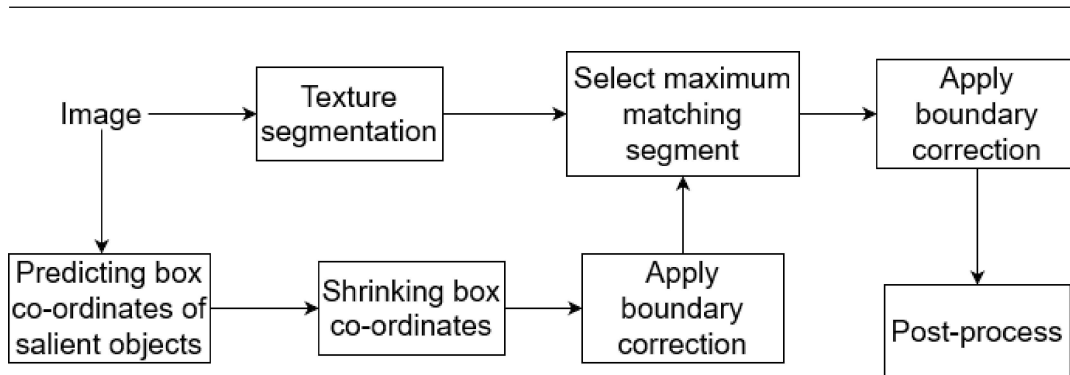 Image
Texture
segmentation
Select maximum
matching
segment
Apply
boundary
correction
Predicting box
co-ordinates of
salient objects
Shrinking box
co-ordinates
Apply
boundary
correction
Post-process